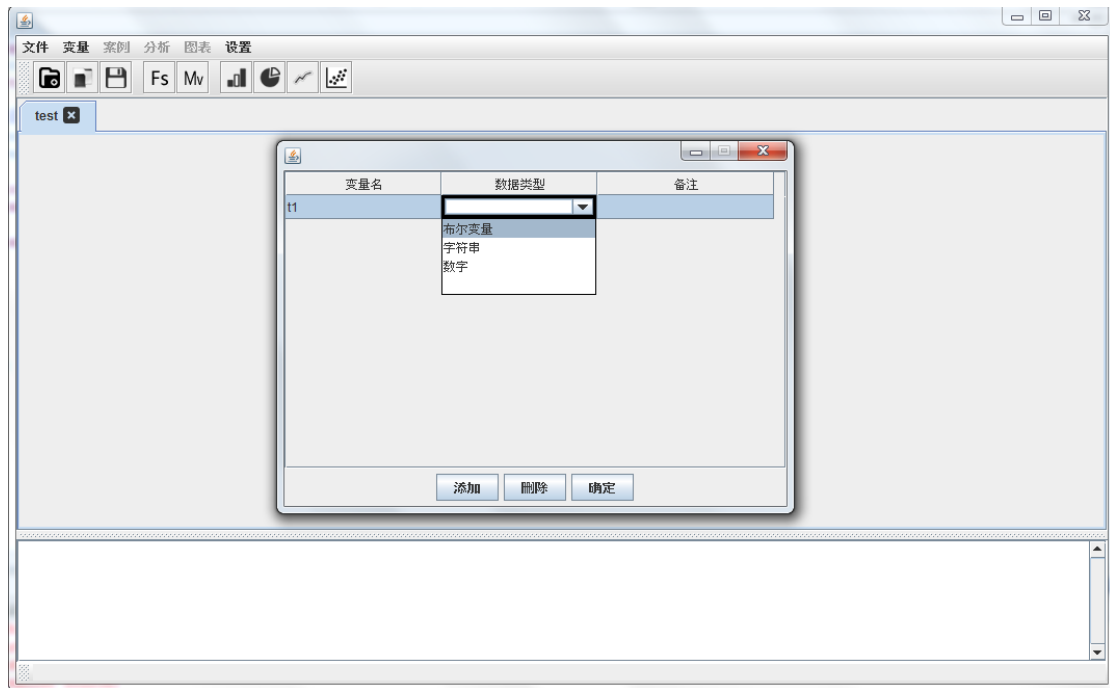 文件 变量 案例 分析 图表 设置
Fs Mv
test
变量名 数据类型 备注
t1
布尔变量
字符串
数字
添加 删除 确定